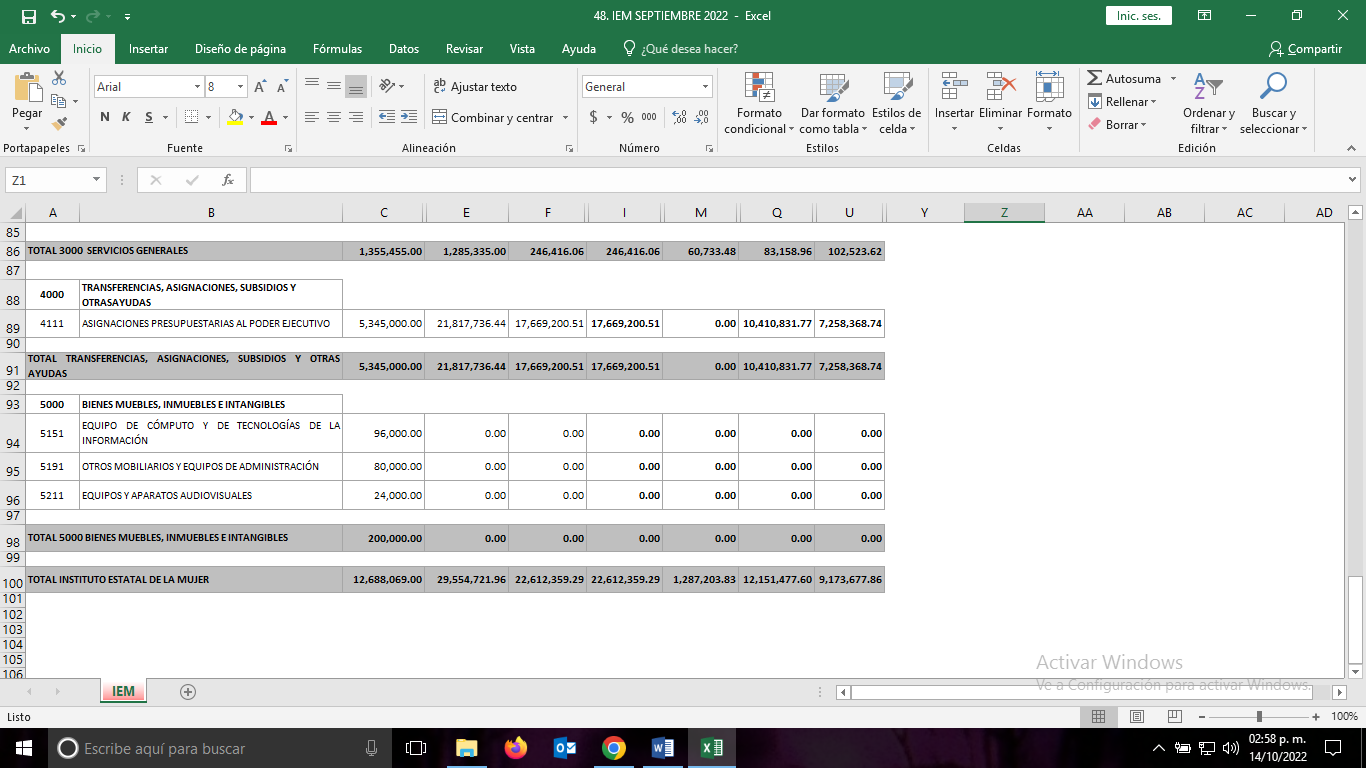 48. IEM SEPTIEMBRE 2022 - Excel
Inic. ses.
Archivo Inicio Insertar Diseño de página Fórmulas Datos Revisar Vista Ayuda ¿Qué desea hacer? Compartir
Pegar
Portapapeles
Arial 8
N K S
Fuente
Ajustar texto
Combinar y centrar
Alineación
General
$ % 000
Número
Formato condicional
Dar formato como tabla
Estilos de celda
Estilos
Insertar Eliminar Formato
Celdas
Autosuma
Rellenar
Borrar
Ordenar y filtrar
Buscar y seleccionar
Edición
Z1 fx
A B C E F I M Q U Y Z AA AB AC AD
85
86 TOTAL 3000 SERVICIOS GENERALES 1,355,455.00 1,285,335.00 246,416.06 246,416.06 60,733.48 83,158.96 102,523.62
87
88 4000 TRANSFERENCIAS, ASIGNACIONES, SUBSIDIOS Y
OTRASAYUDAS
89 4111 ASIGNACIONES PRESUPUESTARIAS AL PODER EJECUTIVO 5,345,000.00 21,817,736.44 17,669,200.51 17,669,200.51 0.00 10,410,831.77 7,258,368.74
90
91 TOTAL TRANSFERENCIAS, ASIGNACIONES, SUBSIDIOS Y OTRAS
AYUDAS 5,345,000.00 21,817,736.44 17,669,200.51 17,669,200.51 0.00 10,410,831.77 7,258,368.74
92
93 5000 BIENES MUEBLES, INMUEBLES E INTANGIBLES
94 5151 EQUIPO DE CÓMPUTO Y DE TECNOLOGÍAS DE LA
INFORMACIÓN 96,000.00 0.00 0.00 0.00 0.00 0.00 0.00
95 5191 OTROS MOBILIARIOS Y EQUIPOS DE ADMINISTRACIÓN 80,000.00 0.00 0.00 0.00 0.00 0.00 0.00
96 5211 EQUIPOS Y APARATOS AUDIOVISUALES 24,000.00 0.00 0.00 0.00 0.00 0.00 0.00
97
98 TOTAL 5000 BIENES MUEBLES, INMUEBLES E INTANGIBLES 200,000.00 0.00 0.00 0.00 0.00 0.00 0.00
99
100 TOTAL INSTITUTO ESTATAL DE LA MUJER 12,688,069.00 29,554,721.96 22,612,359.29 22,612,359.29 1,287,203.83 12,151,477.60 9,173,677.86
101
102
103
104
105
106
Activar Windows
Ve a Configuración para activar Windows.
IEM
Listo
100%
Escribe aquí para buscar
02:58 p. m.
14/10/2022